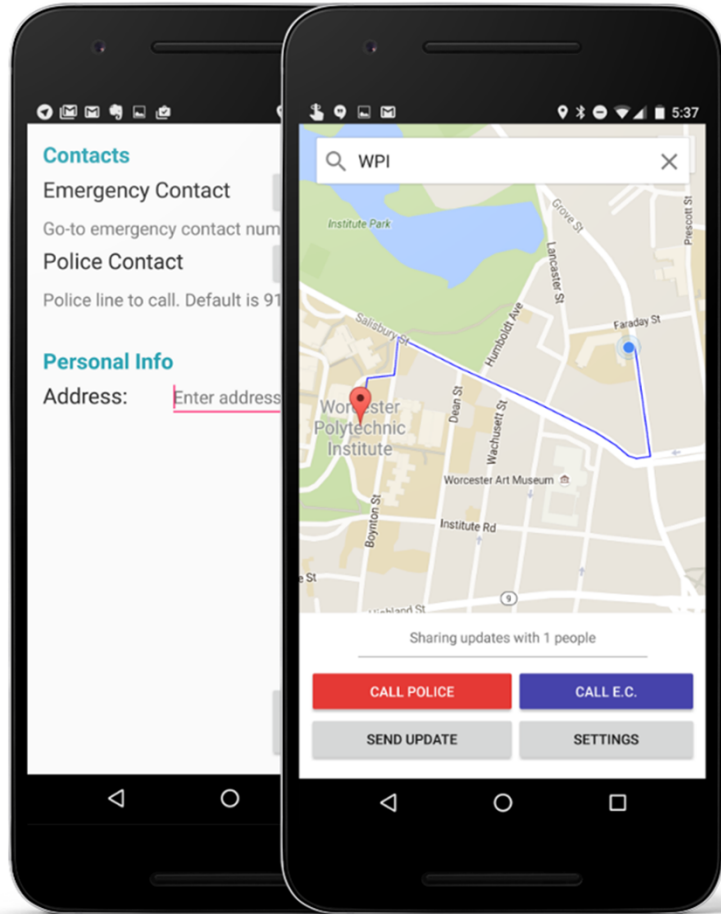 Contacts
Emergency Contact
Go-to emergency contact num
Police Contact
Police line to call. Default is 91
Personal Info
Address:
Enter address
5:37
WPI
Institute Park
Grove St
Prescott St
Lancaster St
Salisbury St
Humboldt Ave
Faraday St
Worcester
Polytechnic
Institute
Dean St
Wachusett St
Worcester Art Museum
Boynton St
Institute Rd
e St
9
Highland St
Sharing updates with 1 people
CALL POLICE
CALL E.C.
SEND UPDATE
SETTINGS